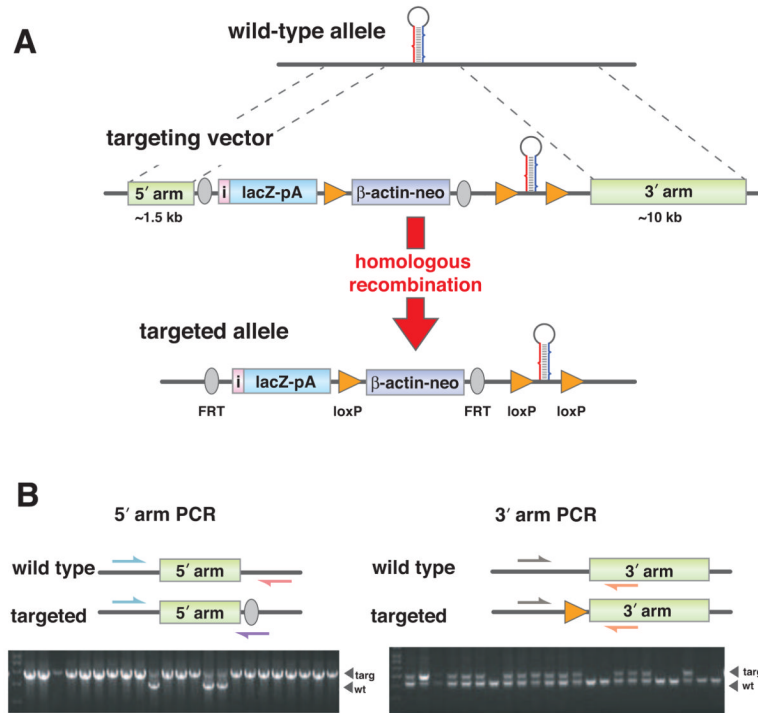 A
wild-type allele
targeting vector
5′ arm
i
lacZ-pA
β-actin-neo
3′ arm
~1.5 kb
~10 kb
homologous
recombination
targeted allele
i
lacZ-pA
β-actin-neo
FRT
loxP
FRT
loxP
loxP
B
5′ arm PCR
3′ arm PCR
wild type
5′ arm
wild type
3′ arm
targeted
5′ arm
targeted
3′ arm
targ
wt
targ
wt